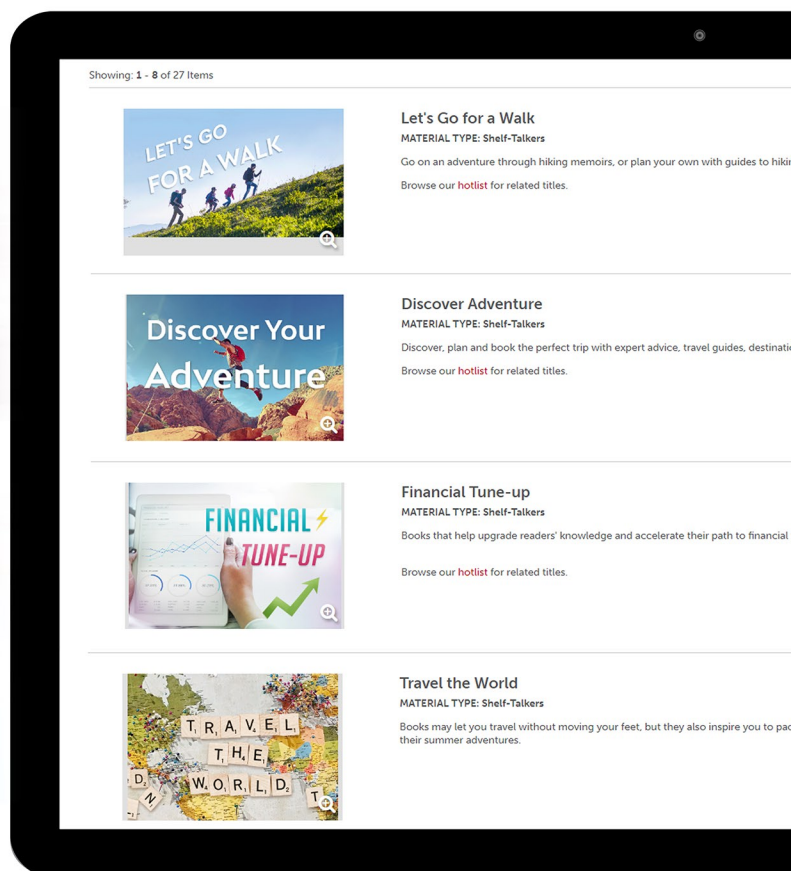 Showing: 1 - 8 of 27 Items
LET'S GO
FOR A WALK
Let's Go for a Walk
MATERIAL TYPE: Shelf-Talkers
Go on an adventure through hiking memoirs, or plan your own with guides to
Browse our hotlist for related titles.
Discover Your
Adventure
Discover Adventure
MATERIAL TYPE: Shelf-Talkers
Discover, plan and book the perfect trip with expert advice, travel guides,
Browse our hotlist for related titles.
FINANCIAL
TUNE-UP
Financial Tune-up
MATERIAL TYPE: Shelf-Talkers
Books that help upgrade readers' knowledge and accelerate their path to financial
Browse our hotlist for related titles.
TRAVEL
THE
WORLD
D
N
T
Travel the World
MATERIAL TYPE: Shelf-Talkers
Books may let you travel without moving your feet, but they also inspire you to
their summer adventures.